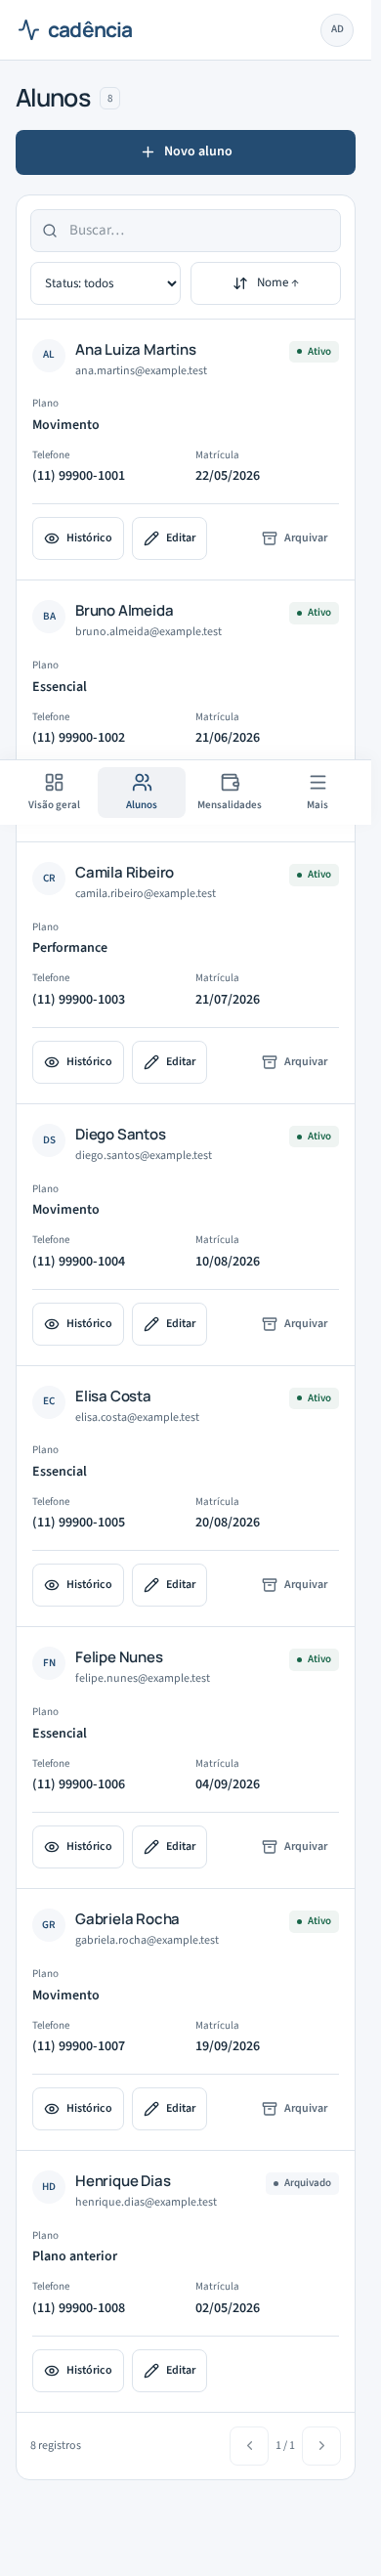 cadência
AD
Alunos 8
Novo aluno
Buscar...
Status: todos
Nome ↑
AL Ana Luiza Martins Ativo
ana.martins@example.test
Plano
Movimento
Telefone Matrícula
(11) 99900-1001 22/05/2026
Histórico Editar Arquivar
BA Bruno Almeida Ativo
bruno.almeida@example.test
Plano
Essencial
Telefone Matrícula
(11) 99900-1002 21/06/2026
Visão geral Alunos Mensalidades Mais
CR Camila Ribeiro Ativo
camila.ribeiro@example.test
Plano
Performance
Telefone Matrícula
(11) 99900-1003 21/07/2026
Histórico Editar Arquivar
DS Diego Santos Ativo
diego.santos@example.test
Plano
Movimento
Telefone Matrícula
(11) 99900-1004 10/08/2026
Histórico Editar Arquivar
EC Elisa Costa Ativo
elisa.costa@example.test
Plano
Essencial
Telefone Matrícula
(11) 99900-1005 20/08/2026
Histórico Editar Arquivar
FN Felipe Nunes Ativo
felipe.nunes@example.test
Plano
Essencial
Telefone Matrícula
(11) 99900-1006 04/09/2026
Histórico Editar Arquivar
GR Gabriela Rocha Ativo
gabriela.rocha@example.test
Plano
Movimento
Telefone Matrícula
(11) 99900-1007 19/09/2026
Histórico Editar Arquivar
HD Henrique Dias Arquivado
henrique.dias@example.test
Plano
Plano anterior
Telefone Matrícula
(11) 99900-1008 02/05/2026
Histórico Editar
8 registros 1 / 1